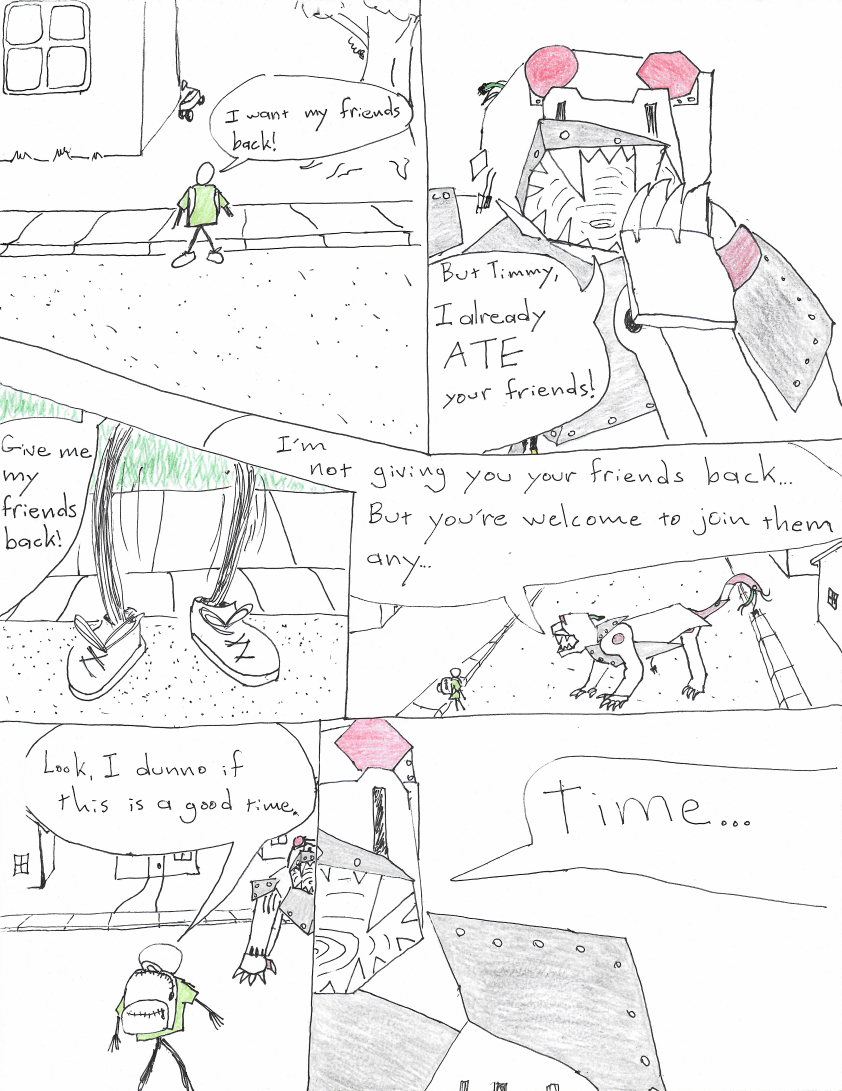 I want my friends
back!
But Timmy,
I already
ATE
your friends!
Give me
my
friends
back!
I'm
not giving you your friends back...
But you're welcome to join them
any...
Look, I dunno if
this is a good time.
Time...